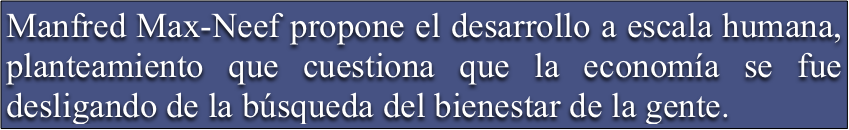 Manfred Max-Neef propone el desarrollo a escala humana,
planteamiento que cuestiona que la economía se fue
desligando de la búsqueda del bienestar de la gente.